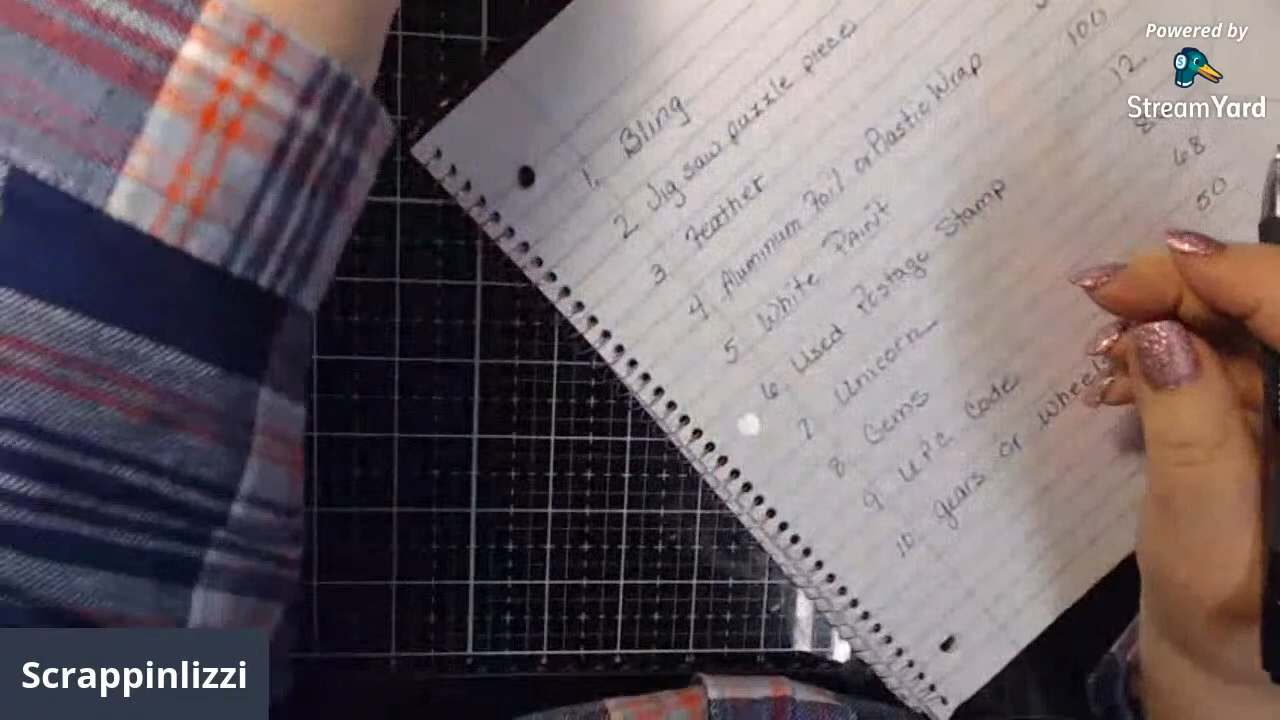 Powered by
StreamYard
1. Bling
2 Jig saw puzzle piece
3 Feather
4 Aluminum Foil or Plastic Wrap
5 White Paint
6. Used Postage Stamp
7 Unicorn
8 Gems
9 UPC Code
10 gears or wheel
100
12
68
50
Scrappinlizzi